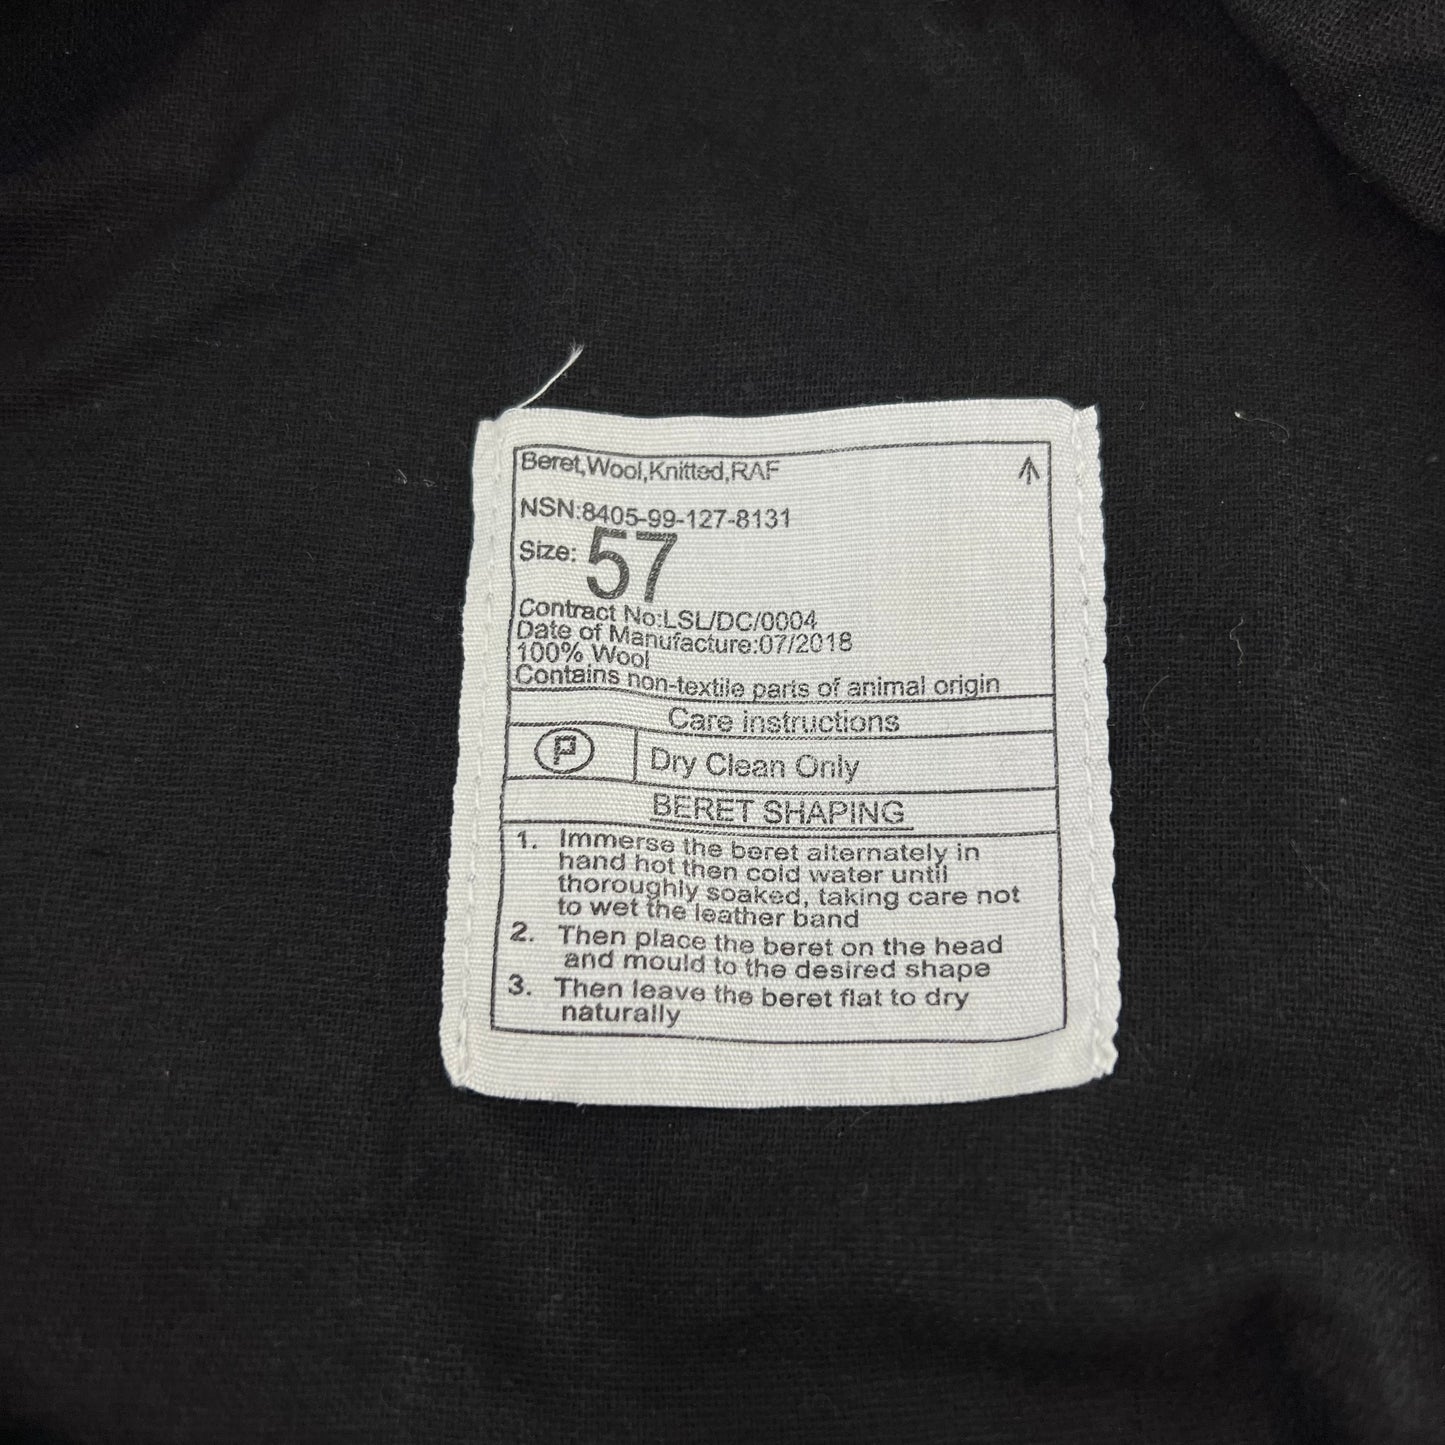 Beret,Wool,Knitted,RAF
NSN:8405-99-127-8131
Size: 57
Contract No:LSL/DC/0004
Date of Manufacture:07/2018
100% Wool
Contains non-textile parts of animal origin
Care instructions
P Dry Clean Only
BERET SHAPING
1. Immerse the beret alternately in
hand hot then cold water until
thoroughly soaked, taking care not
to wet the leather band
2. Then place the beret on the head
and mould to the desired shape
3. Then leave the beret flat to dry
naturally